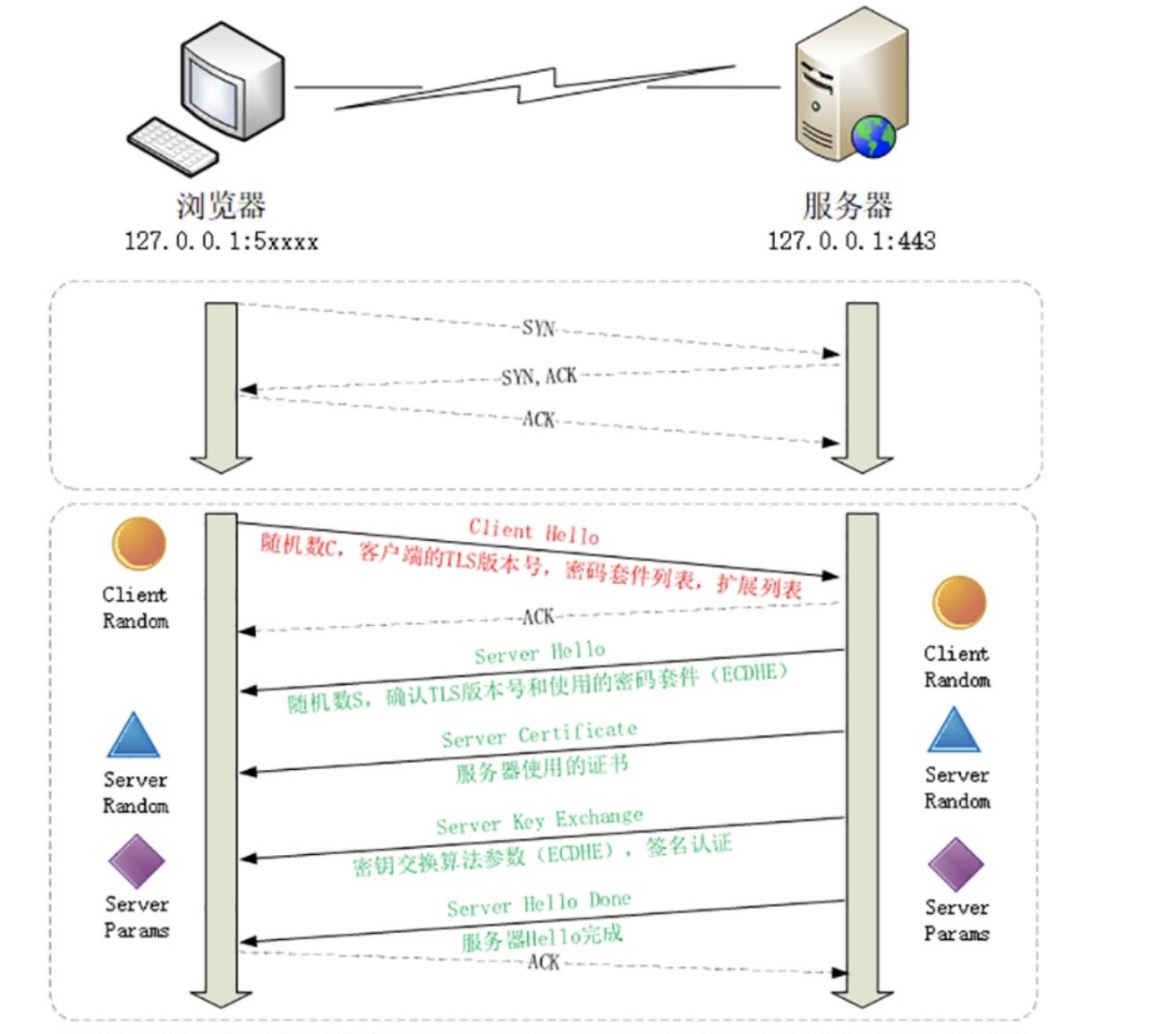 浏览器
127.0.0.1:5xxxx
服务器
127.0.0.1:443
SYN
SYN,ACK
ACK
Client Hello
随机数C，客户端的TLS版本号，密码套件列表，扩展列表
Client
Random
ACK
Server Hello
随机数S，确认TLS版本号和使用的密码套件（ECDHE）
Client
Random
Server Certificate
服务器使用的证书
Server
Random
Server
Random
Server Key Exchange
密钥交换算法参数（ECDHE），签名认证
Server
Params
Server
Params
Server Hello Done
服务器Hello完成
ACK